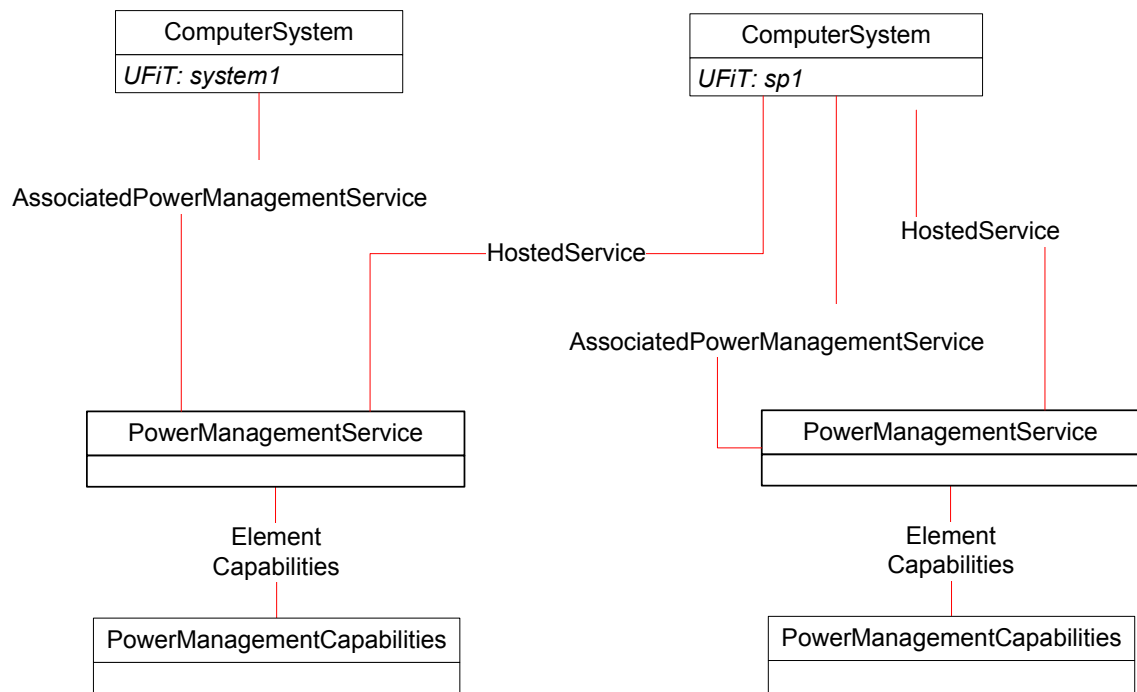 ComputerSystem
UFiT: system1
ComputerSystem
UFiT: sp1
AssociatedPowerManagementService
HostedService
HostedService
AssociatedPowerManagementService
PowerManagementService
PowerManagementService
Element
Capabilities
Element
Capabilities
PowerManagementCapabilities
PowerManagementCapabilities